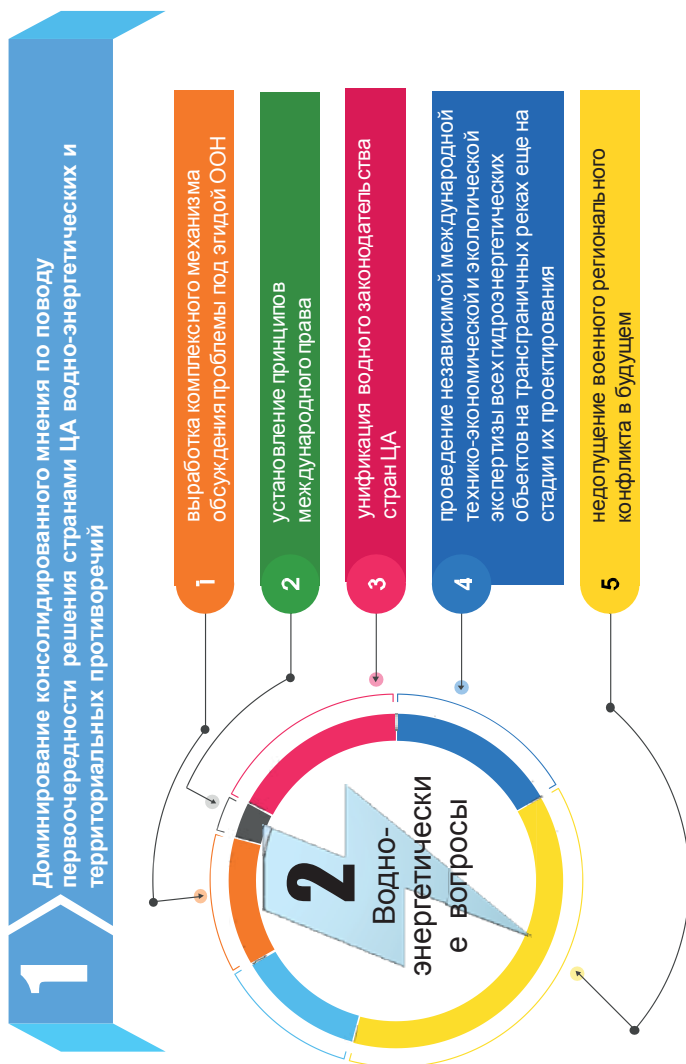 1
Доминирование консолидированного мнения по поводу
первоочередности решения странами ЦА водно-энергетических и
территориальных противоречий
2
Водно-
энергетически
е вопросы
1
выработка комплексного механизма
обсуждения проблемы под эгидой ООН
2
установление принципов
международного права
3
унификация водного законодательства
стран ЦА
4
проведение независимой международной
технико-экономической и экологической
экспертизы всех гидроэнергетических
объектов на трансграничных реках еще на
стадии их проектирования
5
недопущение военного регионального
конфликта в будущем